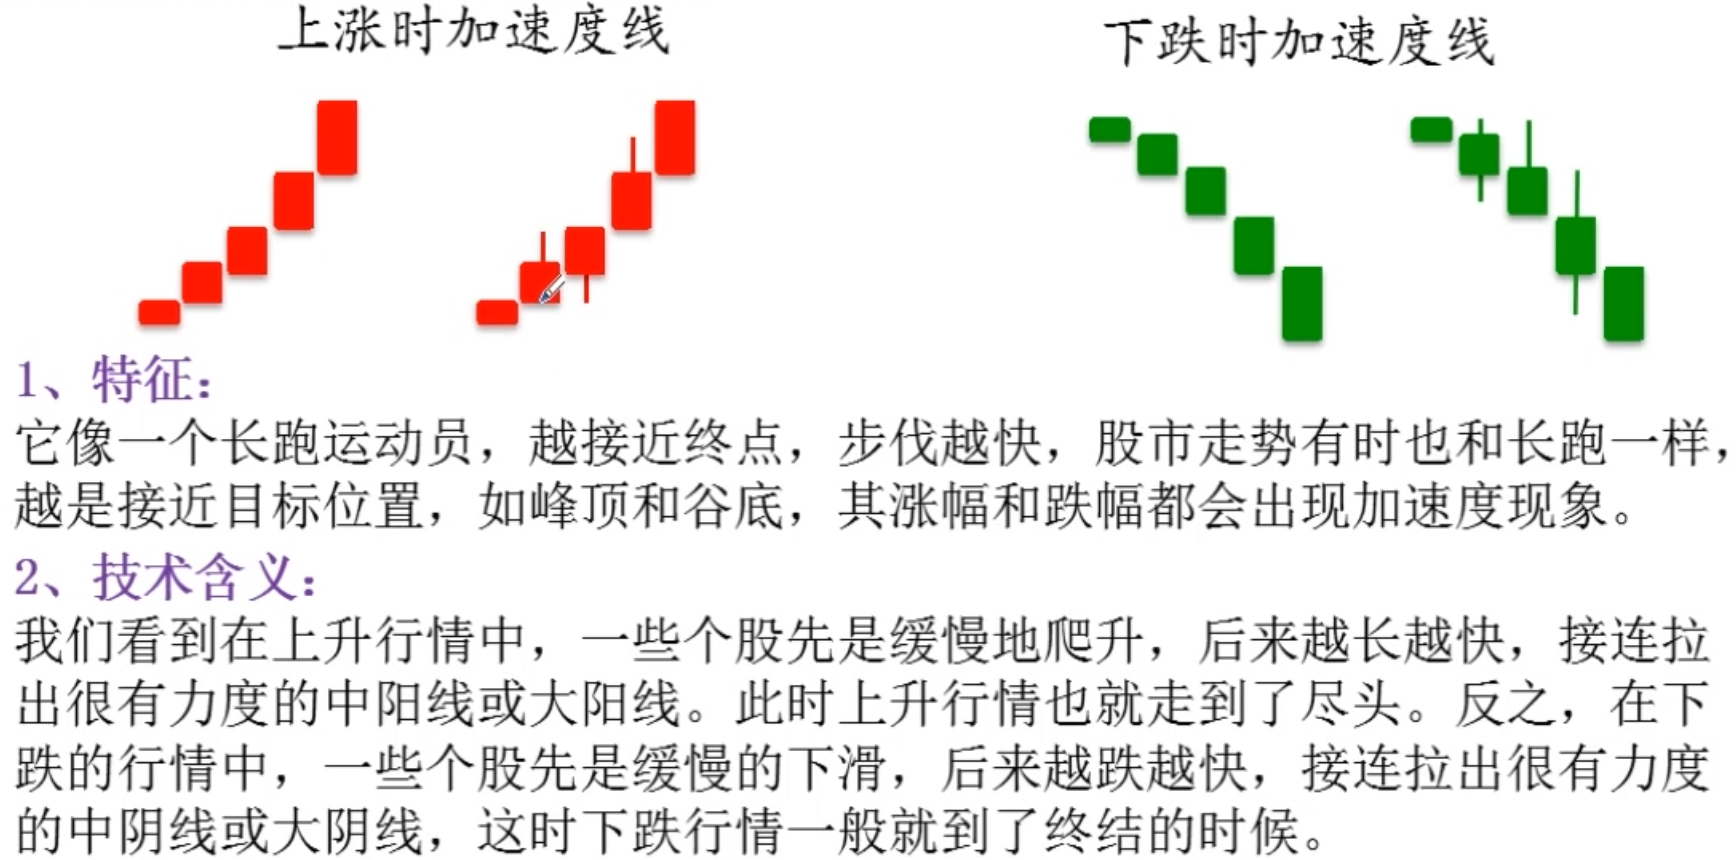 上涨时加速度线
下跌时加速度线
1、特征：
它像一个长跑运动员，越接近终点，步伐越快，股市走势有时也和长跑一样，
越是接近目标位置，如峰顶和谷底，其涨幅和跌幅都会出现加速度现象。
2、技术含义：
我们看到在上升行情中，一些个股先是缓慢地爬升，后来越长越快，接连拉
出很有力度的中阳线或大阳线。此时上升行情也就走到了尽头。反之，在下
跌的行情中，一些个股先是缓慢的下滑，后来越跌越快，接连拉出很有力度
的中阴线或大阴线，这时下跌行情一般就到了终结的时候。